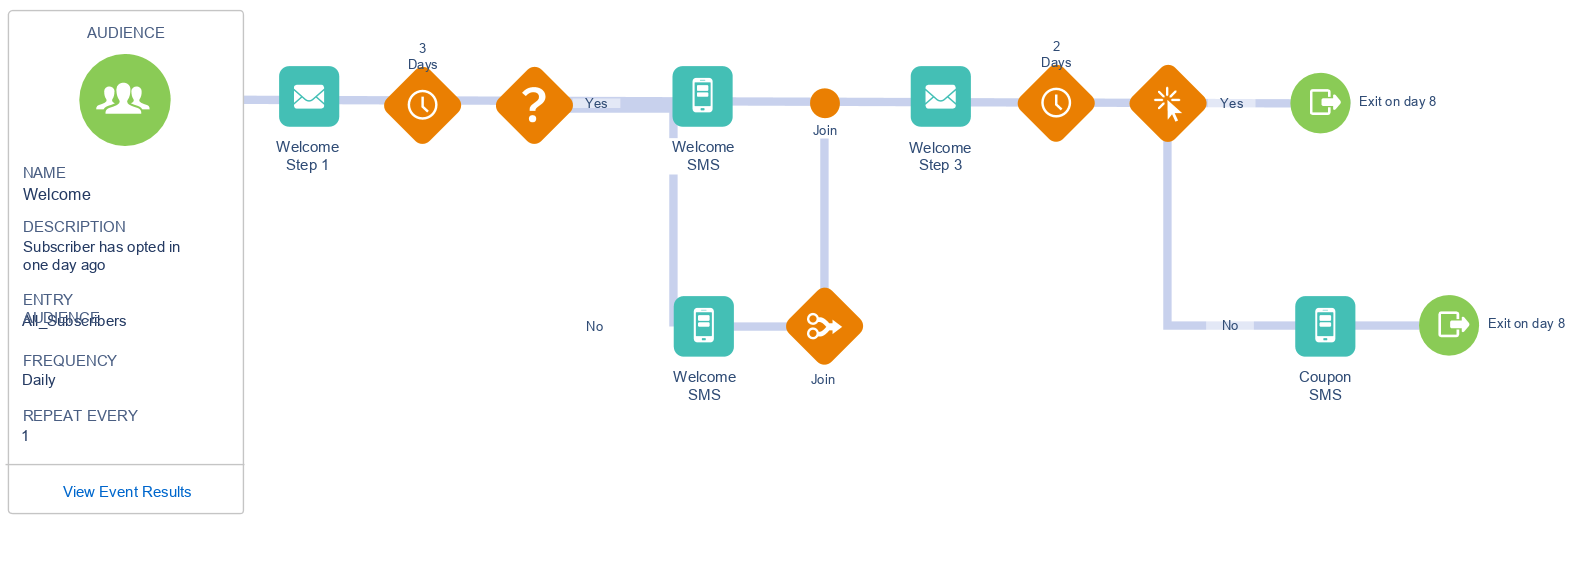 AUDIENCE
NAME
Welcome
DESCRIPTION
Subscriber has opted in
one day ago
ENTRY
AUDIENCE
All_Subscribers
FREQUENCY
Daily
REPEAT EVERY
1
View Event Results
Welcome
Step 1
3
Days
?
Yes
No
Welcome
SMS
Welcome
SMS
Join
Join
Welcome
Step 3
2
Days
Yes
Exit on day 8
No
Coupon
SMS
Exit on day 8